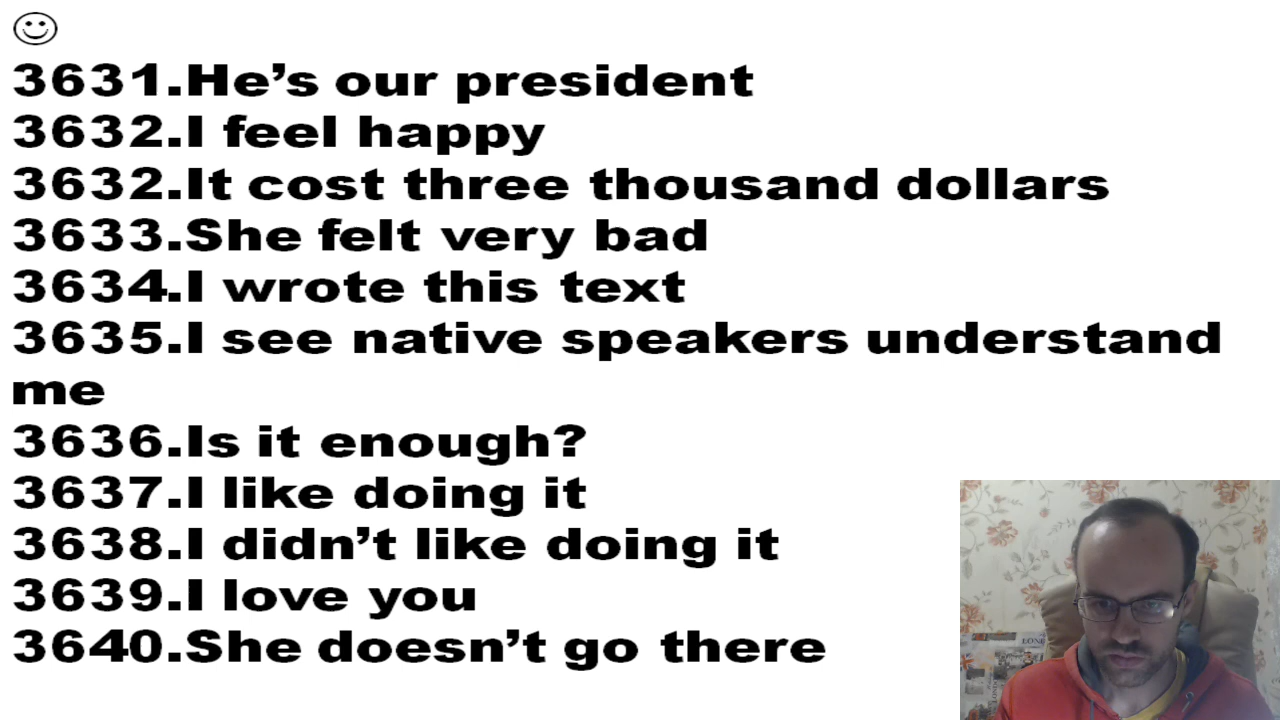 ☺
3631.He’s our president
3632.I feel happy
3632.It cost three thousand dollars
3633.She felt very bad
3634.I wrote this text
3635.I see native speakers understand
me
3636.Is it enough?
3637.I like doing it
3638.I didn’t like doing it
3639.I love you
3640.She doesn’t go there